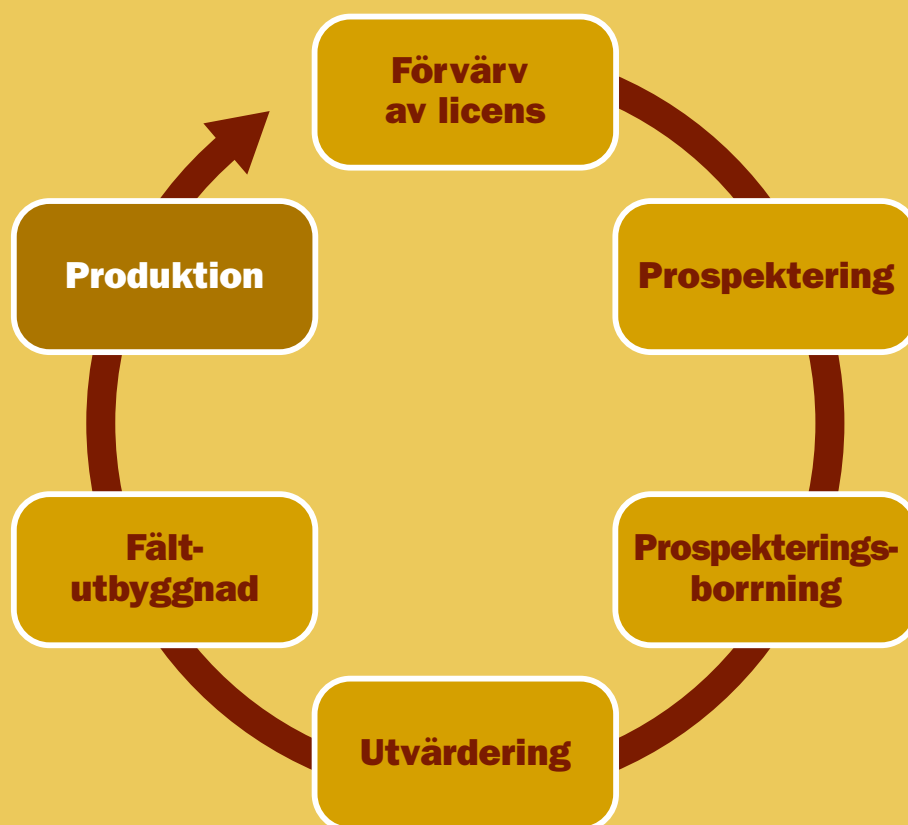 Förvärv
av licens
Prospektering
Prospekterings-
borrning
Utvärdering
Fält-
utbyggnad
Produktion